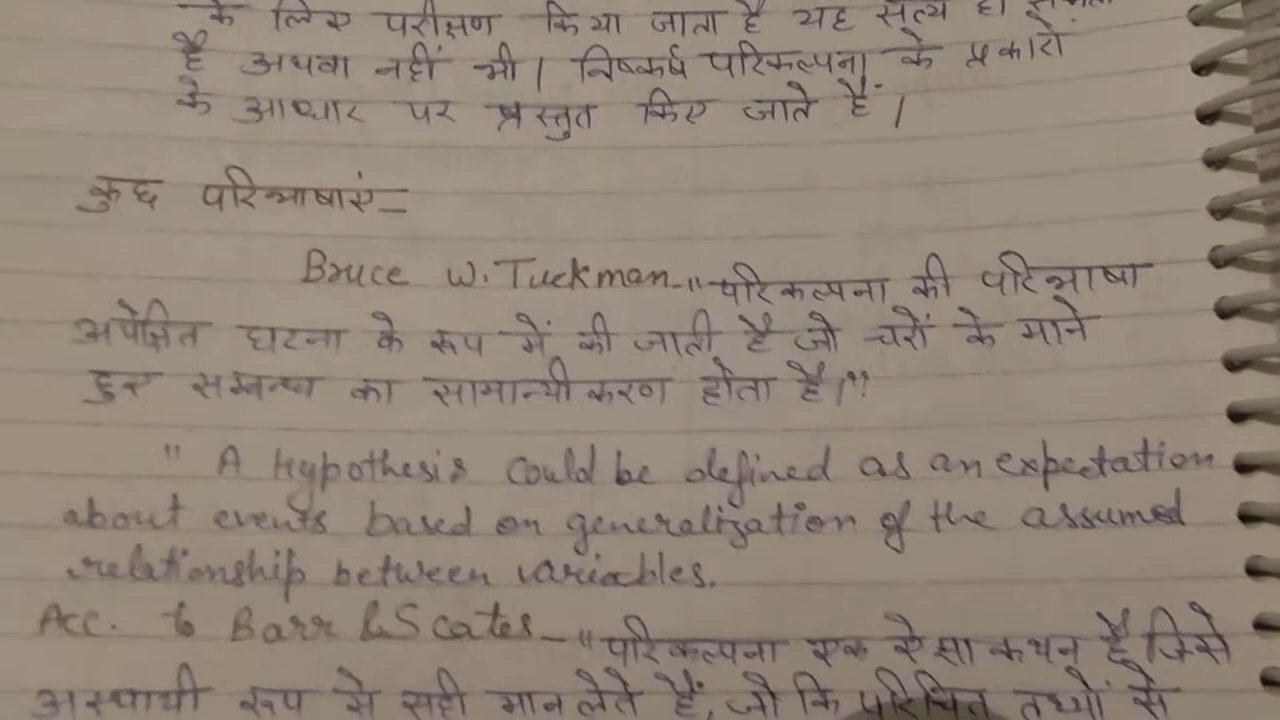 के लिए परीक्षण किया जाता है यह सत्य हो सकता
है अथवा नहीं भी। निष्कर्ष परिकल्पना के प्रकारों
के आधार पर प्रस्तुत किए जाते हैं।
कुछ परिभाषाएं–
Bruce W. Tuckman-"परिकल्पना की परिभाषा
अपेक्षित घटना के रूप में की जाती है जो चरों के माने
हुए सम्बन्ध का सामान्यीकरण होता है।"
" A Hypothesis could be defined as an expectation
about events based on generalization of the assumed
relationship between variables.
Acc. to Barr & Scates – "परिकल्पना एक ऐसा कथन है जिसे
अस्थायी रूप से सही मान लेते हैं, जो कि परिचित तथ्यों से